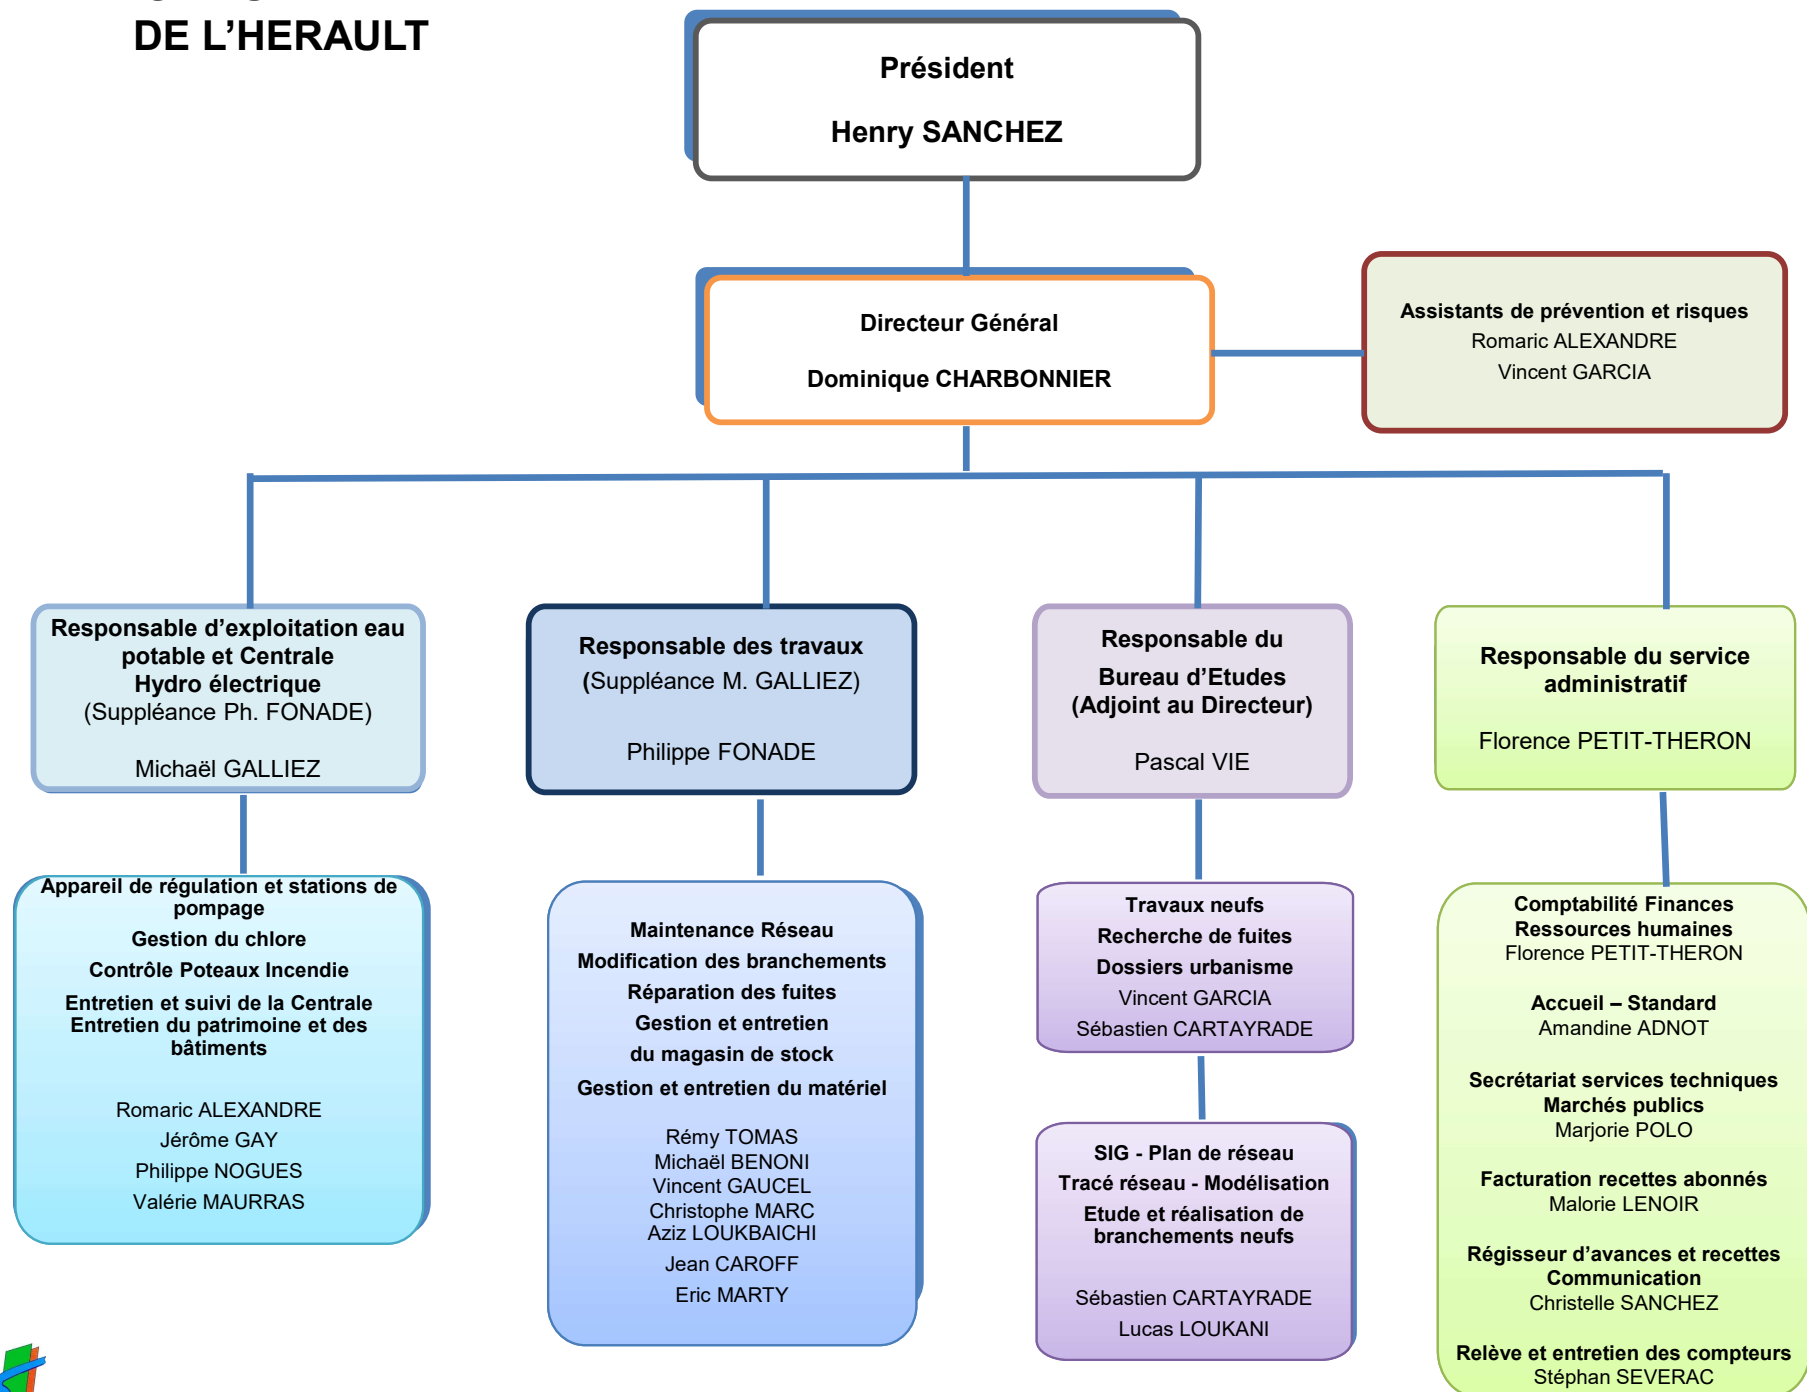 DE L’HERAULT
Président
Henry SANCHEZ
Directeur Général
Dominique CHARBONNIER
Assistants de prévention et risques
Romaric ALEXANDRE
Vincent GARCIA
Responsable d’exploitation eau
potable et Centrale
Hydro électrique
(Suppléance Ph. FONADE)
Michaël GALLIEZ
Responsable des travaux
(Suppléance M. GALLIEZ)
Philippe FONADE
Responsable du
Bureau d’Etudes
(Adjoint au Directeur)
Pascal VIE
Responsable du service
administratif
Florence PETIT-THERON
Appareil de régulation et stations de
pompage
Gestion du chlore
Contrôle Poteaux Incendie
Entretien et suivi de la Centrale
Entretien du patrimoine et des
bâtiments
Romaric ALEXANDRE
Jérôme GAY
Philippe NOGUES
Valérie MAURRAS
Maintenance Réseau
Modification des branchements
Réparation des fuites
Gestion et entretien
du magasin de stock
Gestion et entretien du matériel
Rémy TOMAS
Michaël BENONI
Vincent GAUCEL
Christophe MARC
Aziz LOUKBAICHI
Jean CAROFF
Eric MARTY
Travaux neufs
Recherche de fuites
Dossiers urbanisme
Vincent GARCIA
Sébastien CARTAYRADE
SIG - Plan de réseau
Tracé réseau - Modélisation
Etude et réalisation de
branchements neufs
Sébastien CARTAYRADE
Lucas LOUKANI
Comptabilité Finances
Ressources humaines
Florence PETIT-THERON
Accueil – Standard
Amandine ADNOT
Secrétariat services techniques
Marchés publics
Marjorie POLO
Facturation recettes abonnés
Malorie LENOIR
Régisseur d’avances et recettes
Communication
Christelle SANCHEZ
Relève et entretien des compteurs
Stéphan SEVERAC